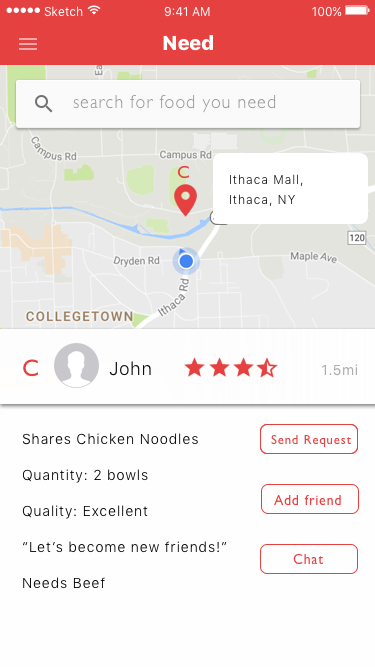 Sketch 9:41 AM 100%
Need
search for food you need
Campus Rd
Campus Rd
C
Ithaca Mall,
Ithaca, NY
120
Dryden Rd
Maple Ave
Ithaca Rd
COLLEGETOWN
C John 1.5mi
Shares Chicken Noodles
Send Request
Quantity: 2 bowls
Add friend
Quality: Excellent
“Let’s become new friends!”
Chat
Needs Beef